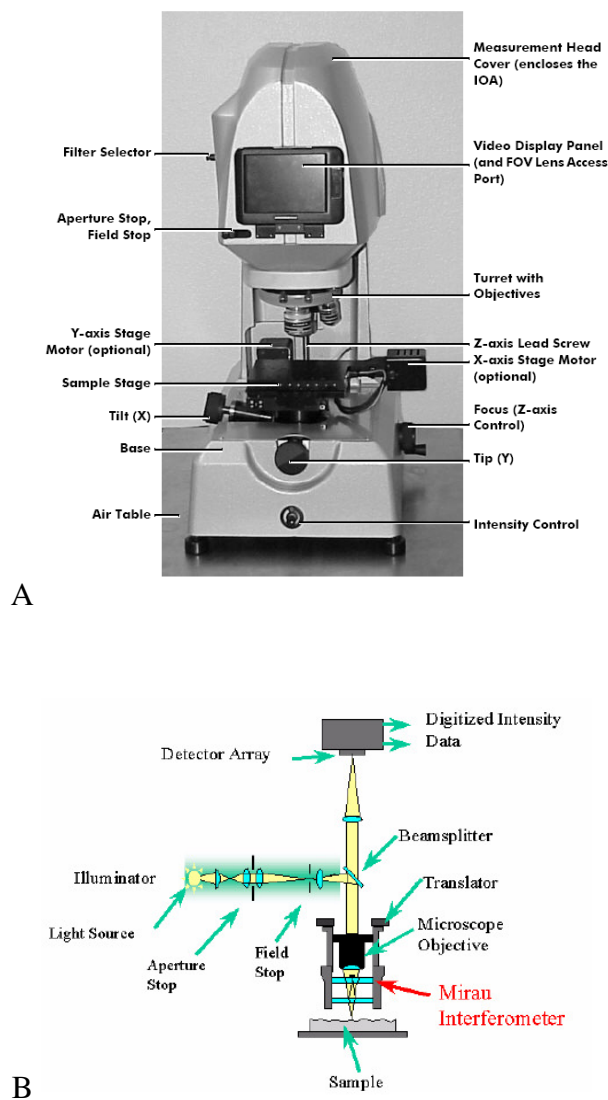 Measurement Head
Cover (encloses the
IOA)
Filter Selector
Video Display Panel
(and FOV Lens Access
Port)
Aperture Stop,
Field Stop
Turret with
Objectives
Y-axis Stage
Motor (optional)
Z-axis Lead Screw
X-axis Stage Motor
(optional)
Sample Stage
Tilt (X)
Focus (Z-axis
Control)
Base
Tip (Y)
Air Table
Intensity Control
A
Digitized Intensity
Data
Detector Array
Beamsplitter
Illuminator
Translator
Light Source
Microscope
Objective
Aperture
Stop
Field
Stop
Mirau
Interferometer
Sample
B